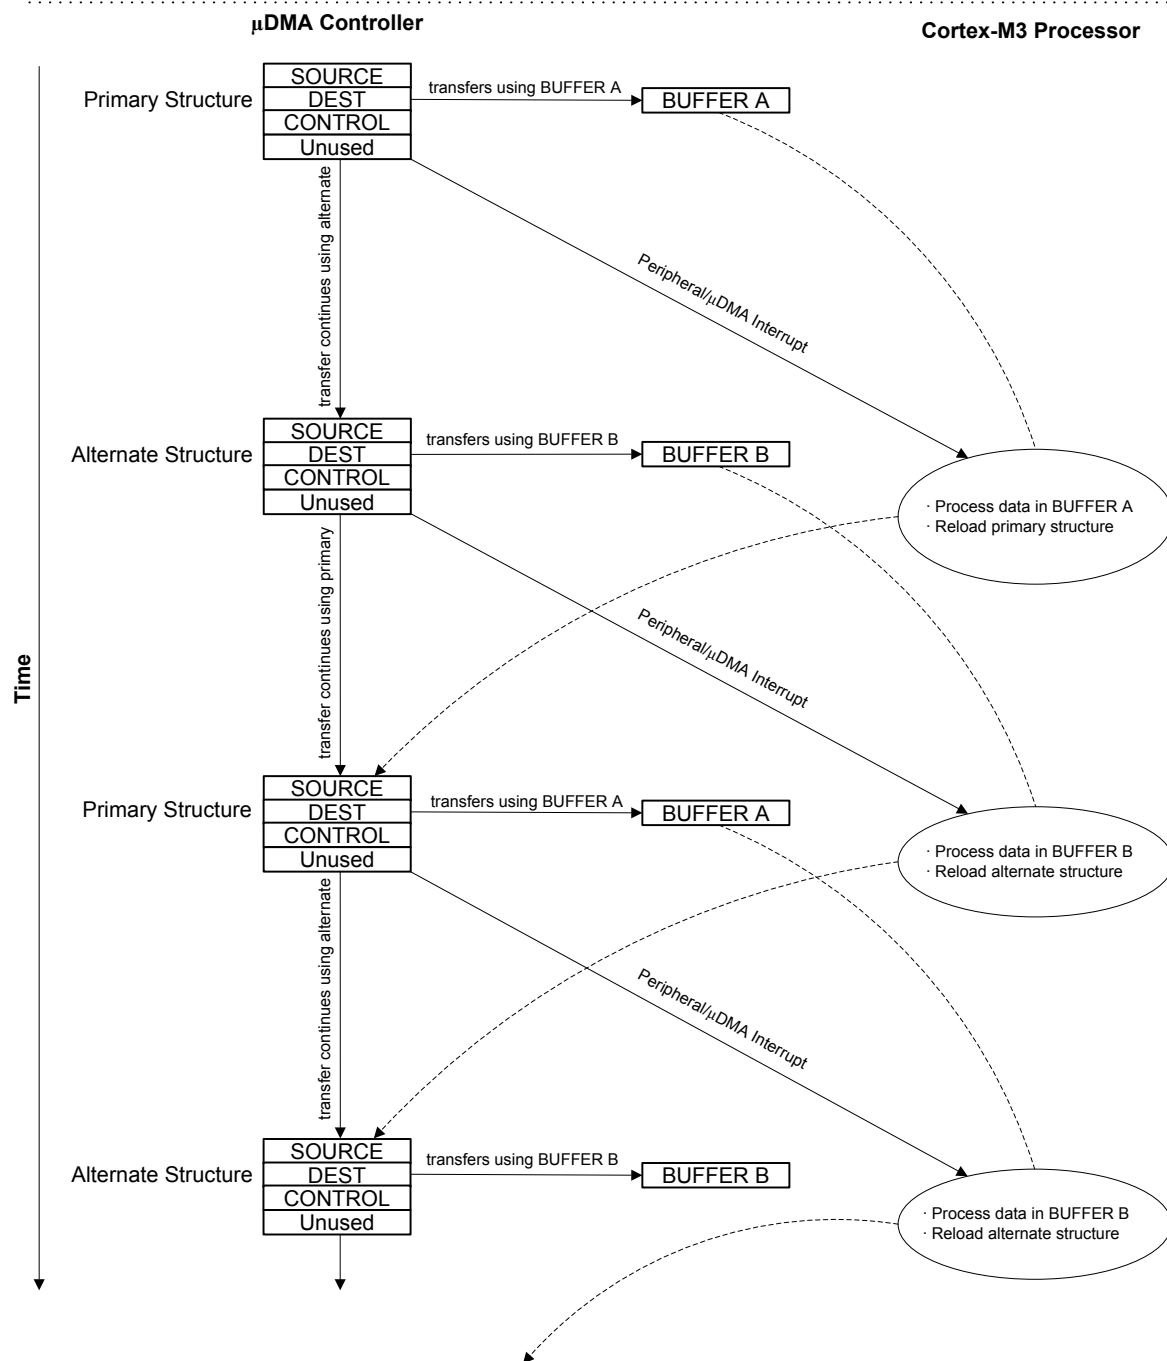 μDMA Controller
Cortex-M3 Processor
SOURCE
Primary Structure
DEST
transfers using BUFFER A
BUFFER A
CONTROL
Unused
transfer continues using alternate
Peripheral/μDMA Interrupt
SOURCE
Alternate Structure
DEST
transfers using BUFFER B
BUFFER B
CONTROL
Unused
· Process data in BUFFER A
· Reload primary structure
transfer continues using primary
Peripheral/μDMA Interrupt
Time
SOURCE
Primary Structure
DEST
transfers using BUFFER A
BUFFER A
CONTROL
Unused
· Process data in BUFFER B
· Reload alternate structure
transfer continues using alternate
Peripheral/μDMA Interrupt
SOURCE
Alternate Structure
DEST
transfers using BUFFER B
BUFFER B
CONTROL
Unused
· Process data in BUFFER B
· Reload alternate structure